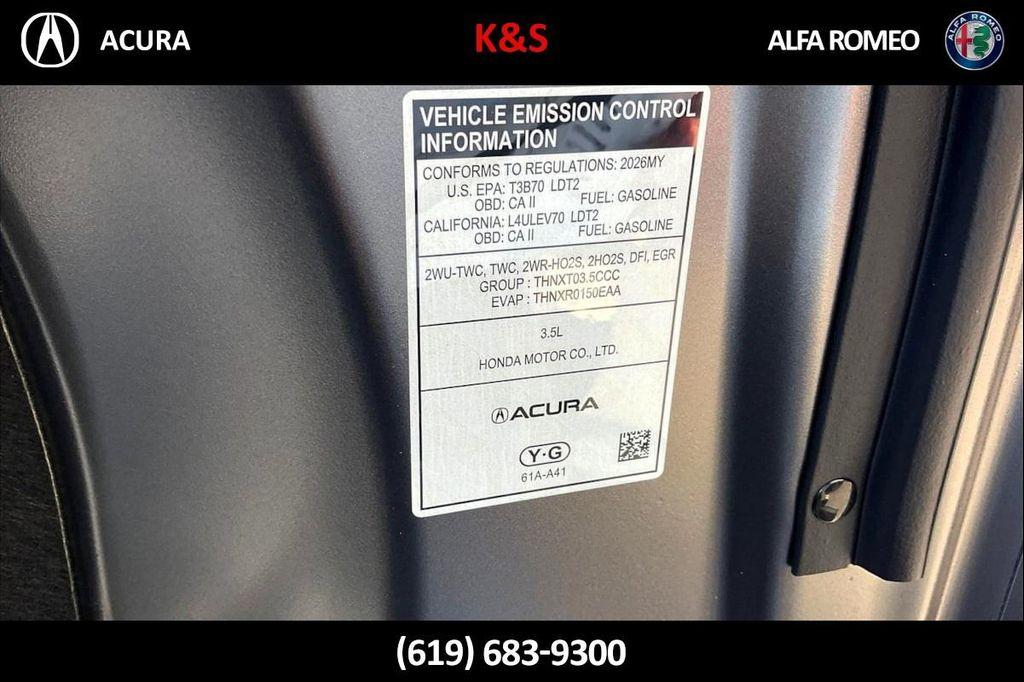 ACURA
K&S
ALFA ROMEO
ALFA ROMEO
VEHICLE EMISSION CONTROL
INFORMATION
CONFORMS TO REGULATIONS: 2026MY
U.S. EPA: T3B70 LDT2
OBD: CA II FUEL: GASOLINE
CALIFORNIA: L4ULEV70 LDT2
OBD: CA II FUEL: GASOLINE
2WU-TWC, TWC, 2WR-HO2S, 2HO2S, DFI, EGR
GROUP : THNXT03.5CCC
EVAP : THNXR0150EAA
3.5L
HONDA MOTOR CO., LTD.
ACURA
Y·G
61A-A41
(619) 683-9300